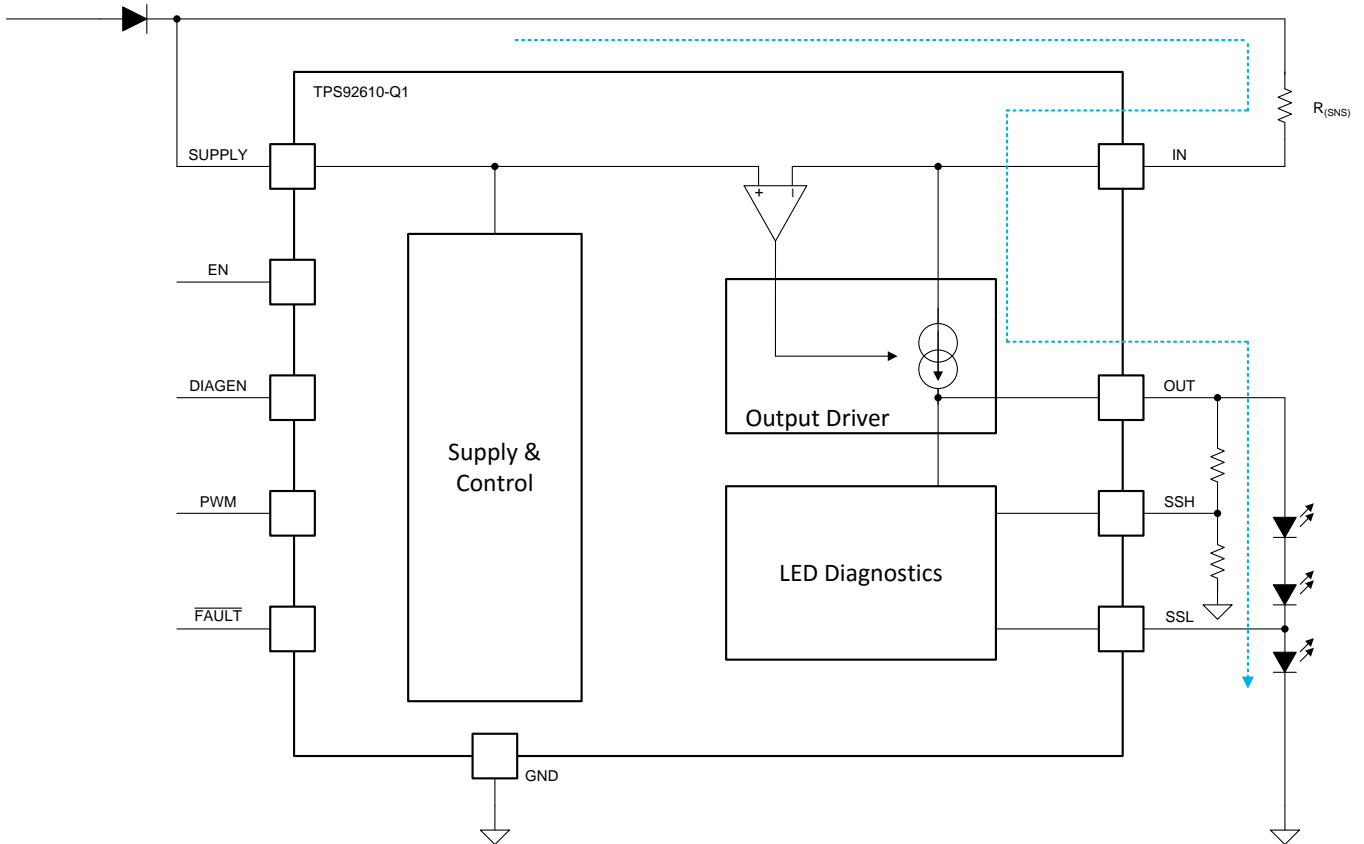 TPS92610-Q1
R(SNS)
SUPPLY
IN
+
–
EN
DIAGEN
OUT
Output Driver
Supply &
Control
PWM
SSH
LED Diagnostics
FAULT
SSL
GND